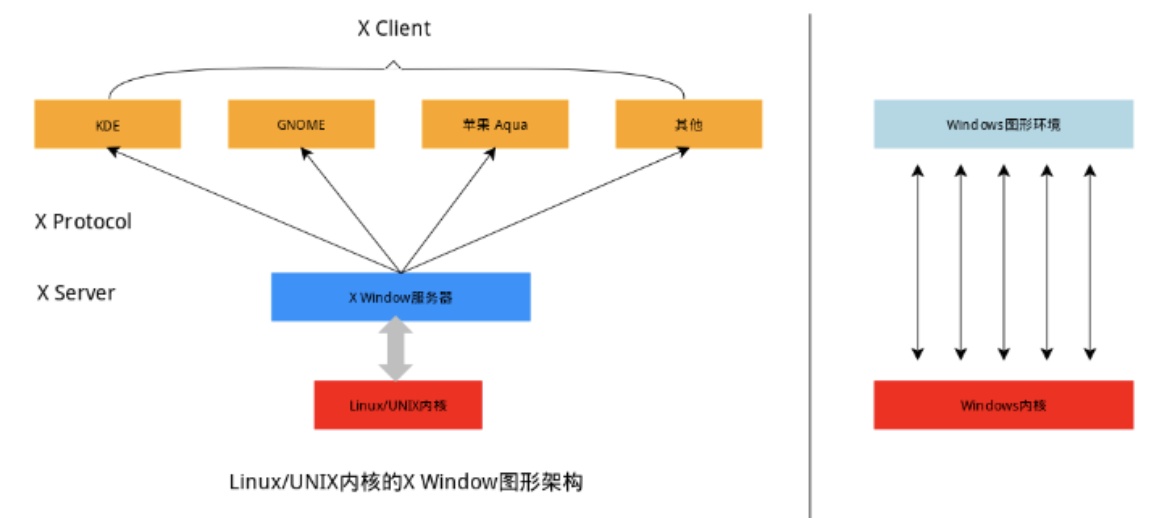 X Client
KDE
GNOME
苹果 Aqua
其他
X Protocol
X Server
X Window服务器
Linux/UNIX内核
Linux/UNIX内核的X Window图形架构
Windows图形环境
Windows内核